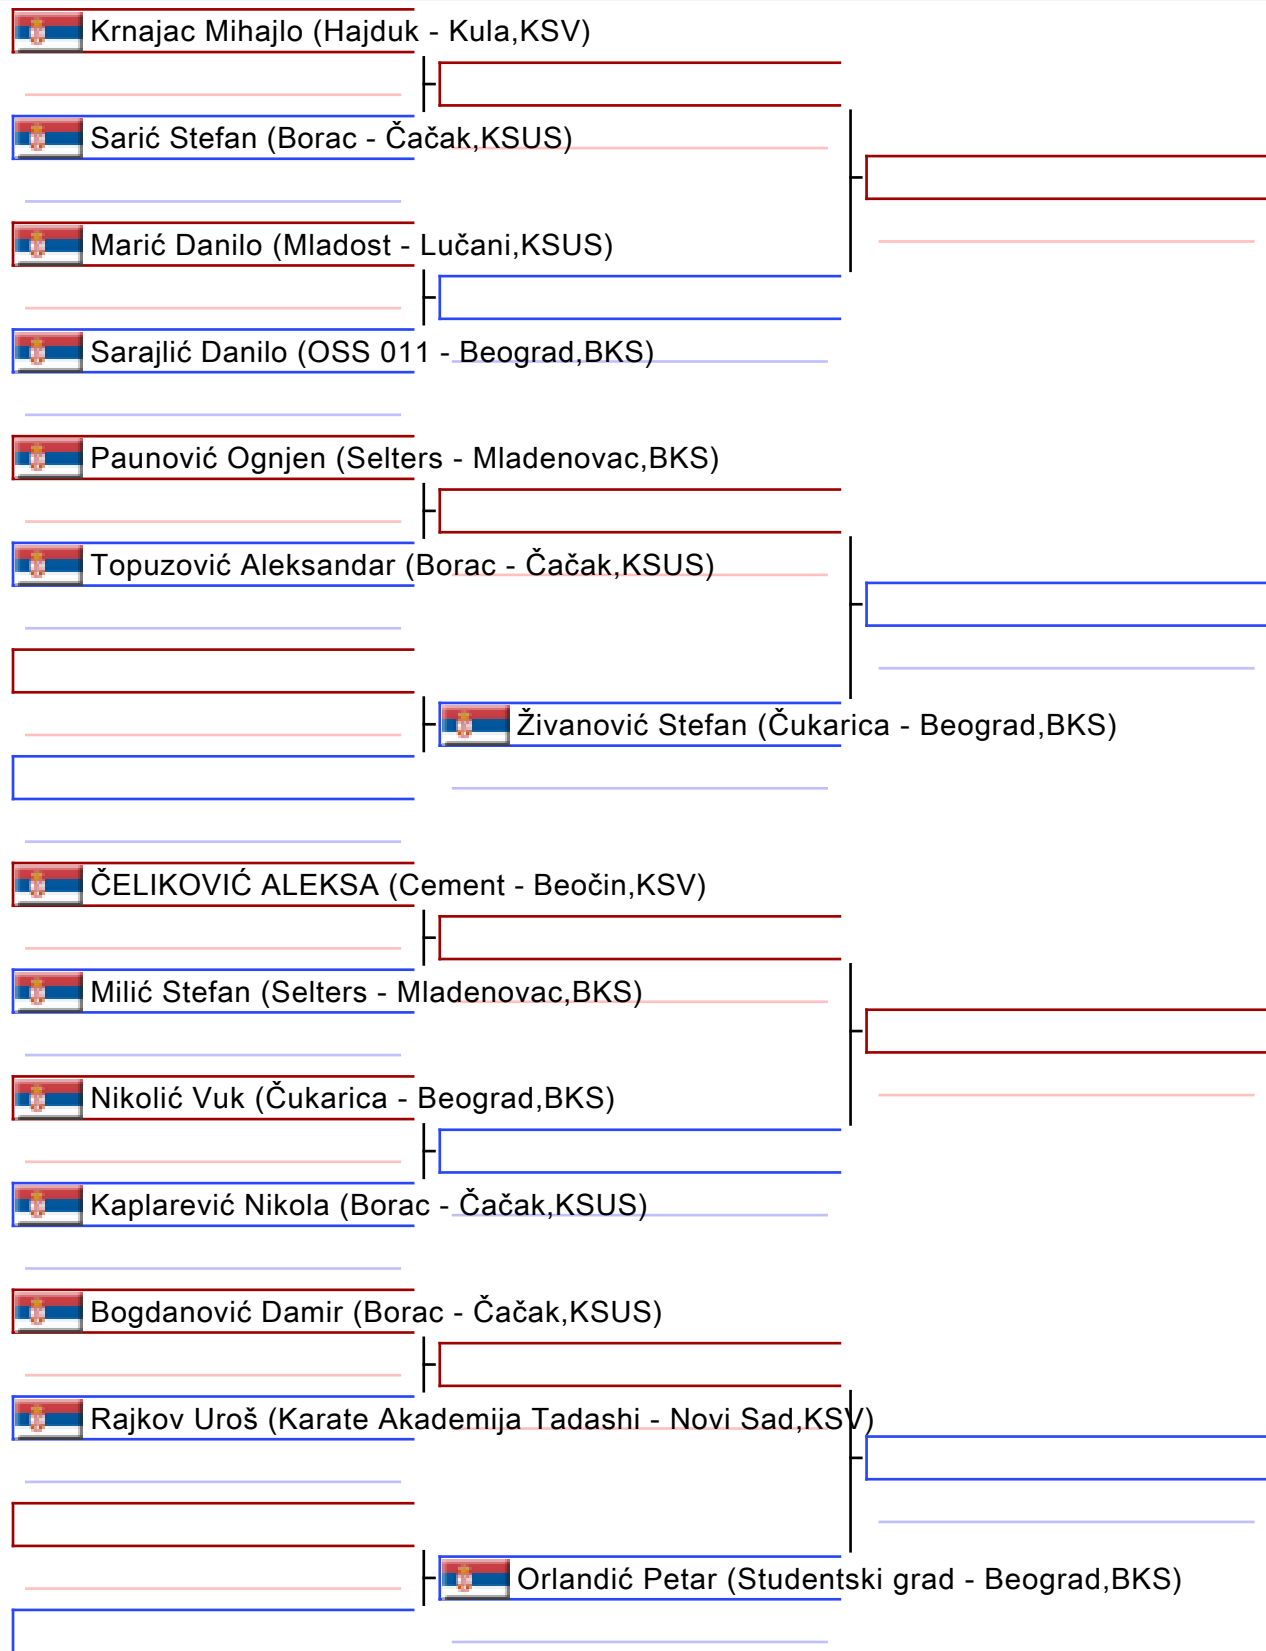 Krnajac Mihajlo (Hajduk - Kula,KSV)
Sarić Stefan (Borac - Čačak,KSUS)
Marić Danilo (Mladost - Lučani,KSUS)
Sarajlić Danilo (OSS 011 - Beograd,BKS)
Paunović Ognjen (Selters - Mladenovac,BKS)
Topuzović Aleksandar (Borac - Čačak,KSUS)
Živanović Stefan (Čukarica - Beograd,BKS)
ČELIKOVIĆ ALEKSA (Cement - Beočin,KSV)
Milić Stefan (Selters - Mladenovac,BKS)
Nikolić Vuk (Čukarica - Beograd,BKS)
Kaplarević Nikola (Borac - Čačak,KSUS)
Bogdanović Damir (Borac - Čačak,KSUS)
Rajkov Uroš (Karate Akademija Tadashi - Novi Sad,KSV)
Orlandić Petar (Studentski grad - Beograd,BKS)